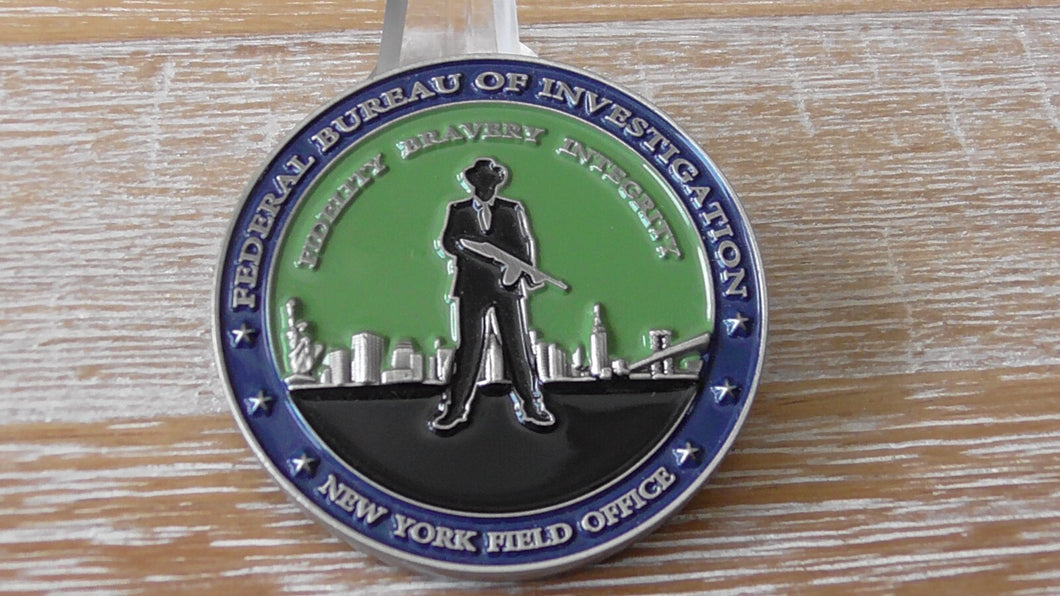 FEDERAL BUREAU OF INVESTIGATION
FIDELITY BRAVERY INTEGRITY
NEW YORK FIELD OFFICE